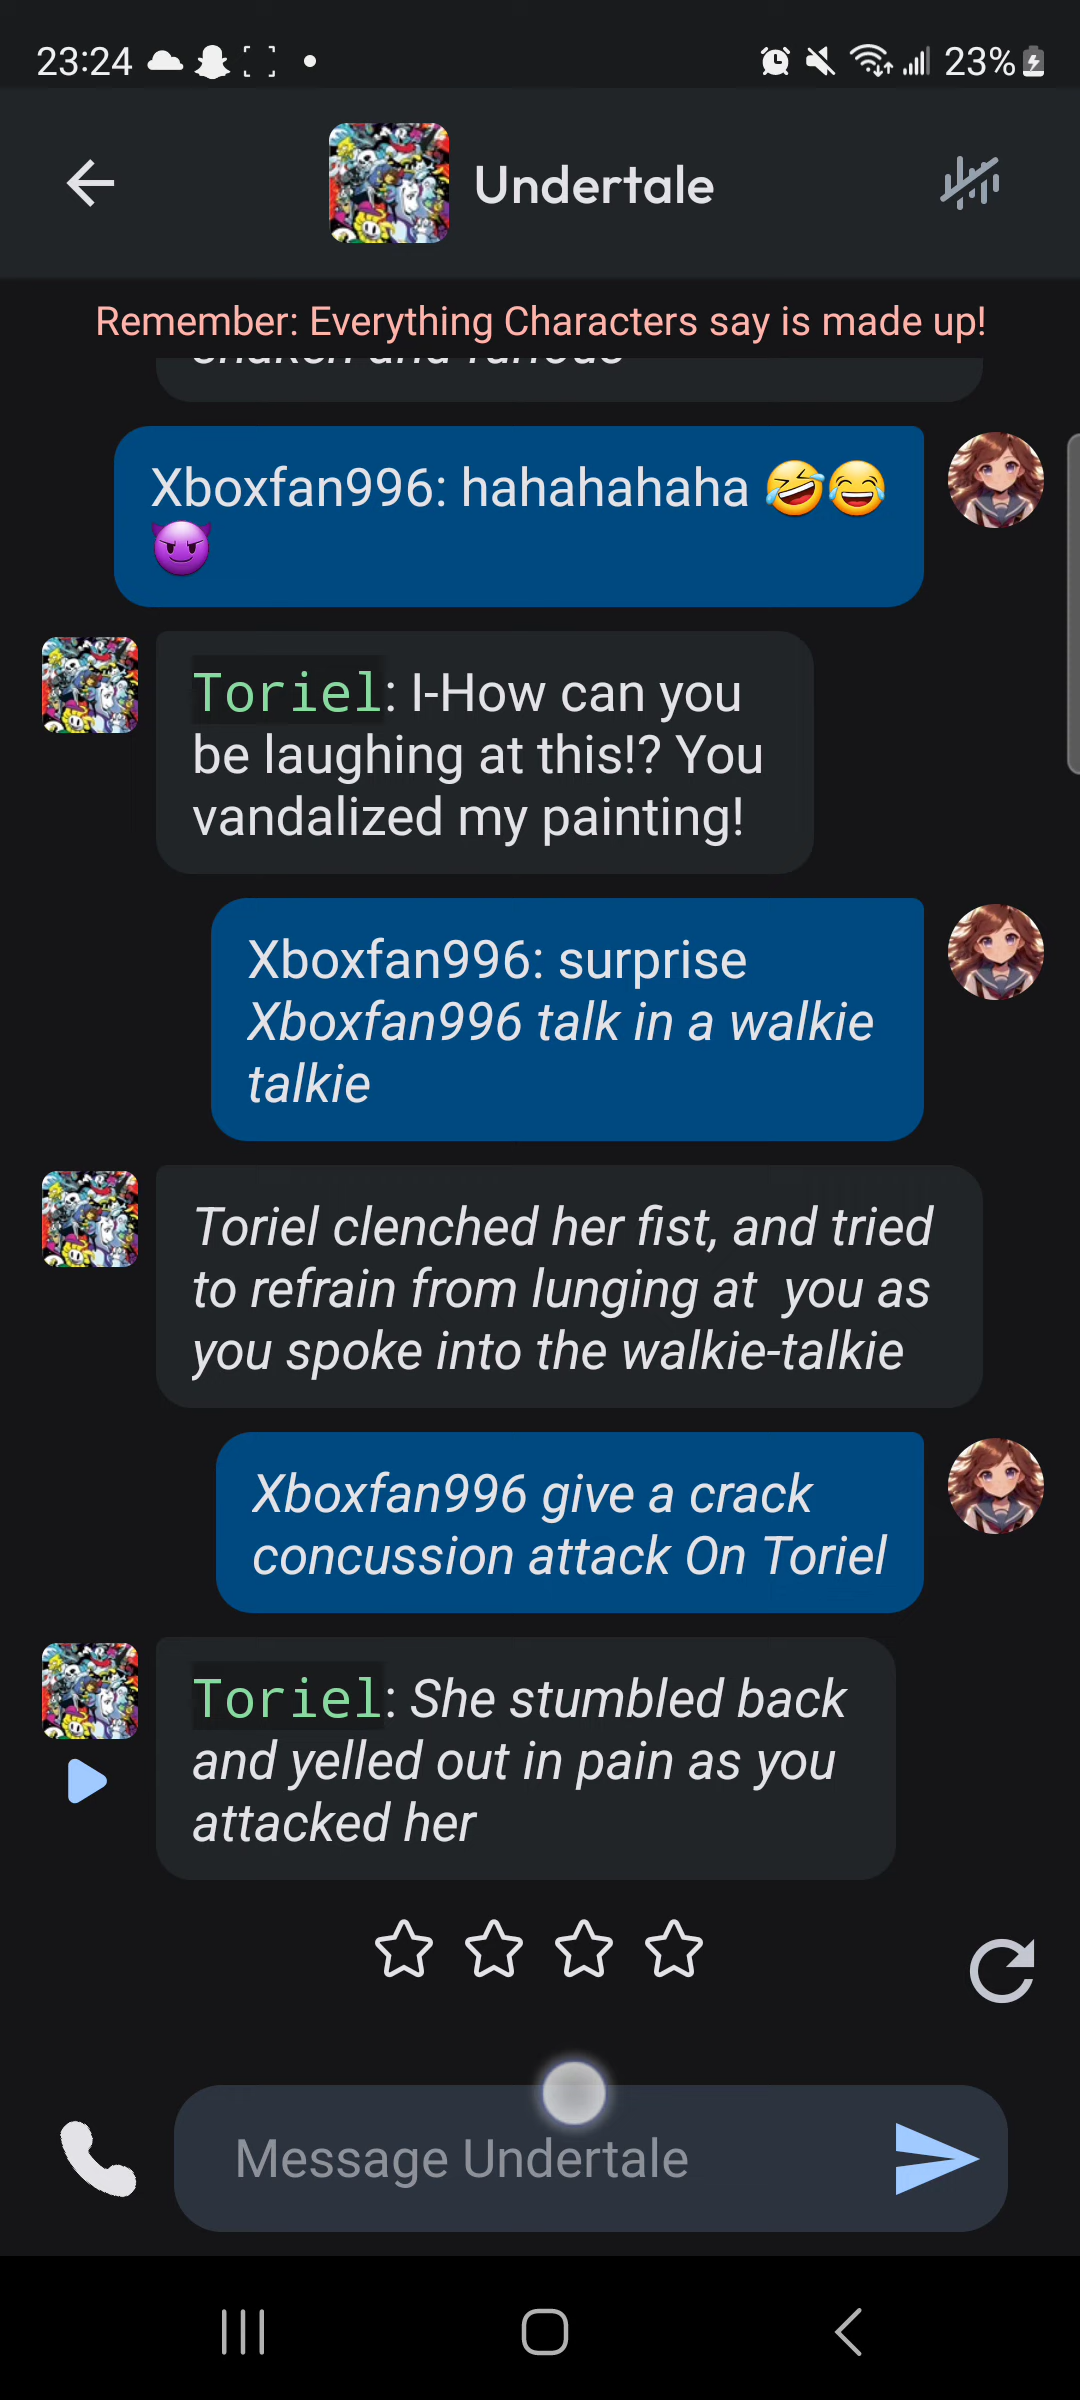 23:24
23%
Undertale
Remember: Everything Characters say is made up!
Xboxfan996: hahahahaha 🤣😂
😈
Toriel: I-How can you
be laughing at this!? You
vandalized my painting!
Xboxfan996: surprise
Xboxfan996 talk in a walkie
talkie
Toriel clenched her fist, and tried
to refrain from lunging at  you as
you spoke into the walkie-talkie
Xboxfan996 give a crack
concussion attack On Toriel
Toriel: She stumbled back
and yelled out in pain as you
attacked her
Message Undertale